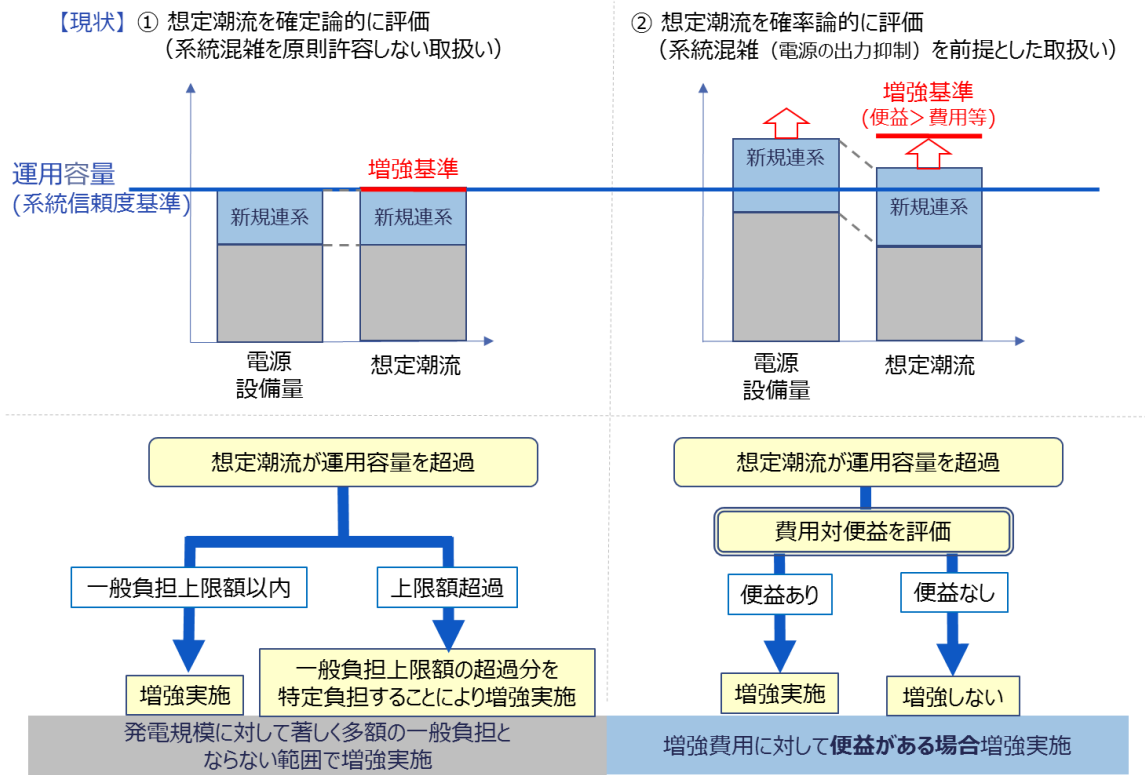 【現状】① 想定潮流を確定論的に評価
（系統混雑を原則許容しない取扱い）
運用容量
(系統信頼度基準)
増強基準
新規連系
新規連系
電源
設備量
想定潮流
② 想定潮流を確率論的に評価
（系統混雑（電源の出力抑制）を前提とした取扱い）
増強基準
(便益＞費用等)
新規連系
新規連系
電源
設備量
想定潮流
想定潮流が運用容量を超過
一般負担上限額以内
上限額超過
増強実施
一般負担上限額の超過分を
特定負担することにより増強実施
発電規模に対して著しく多額の一般負担と
ならない範囲で増強実施
想定潮流が運用容量を超過
費用対便益を評価
便益あり
便益なし
増強実施
増強しない
増強費用に対して便益がある場合増強実施